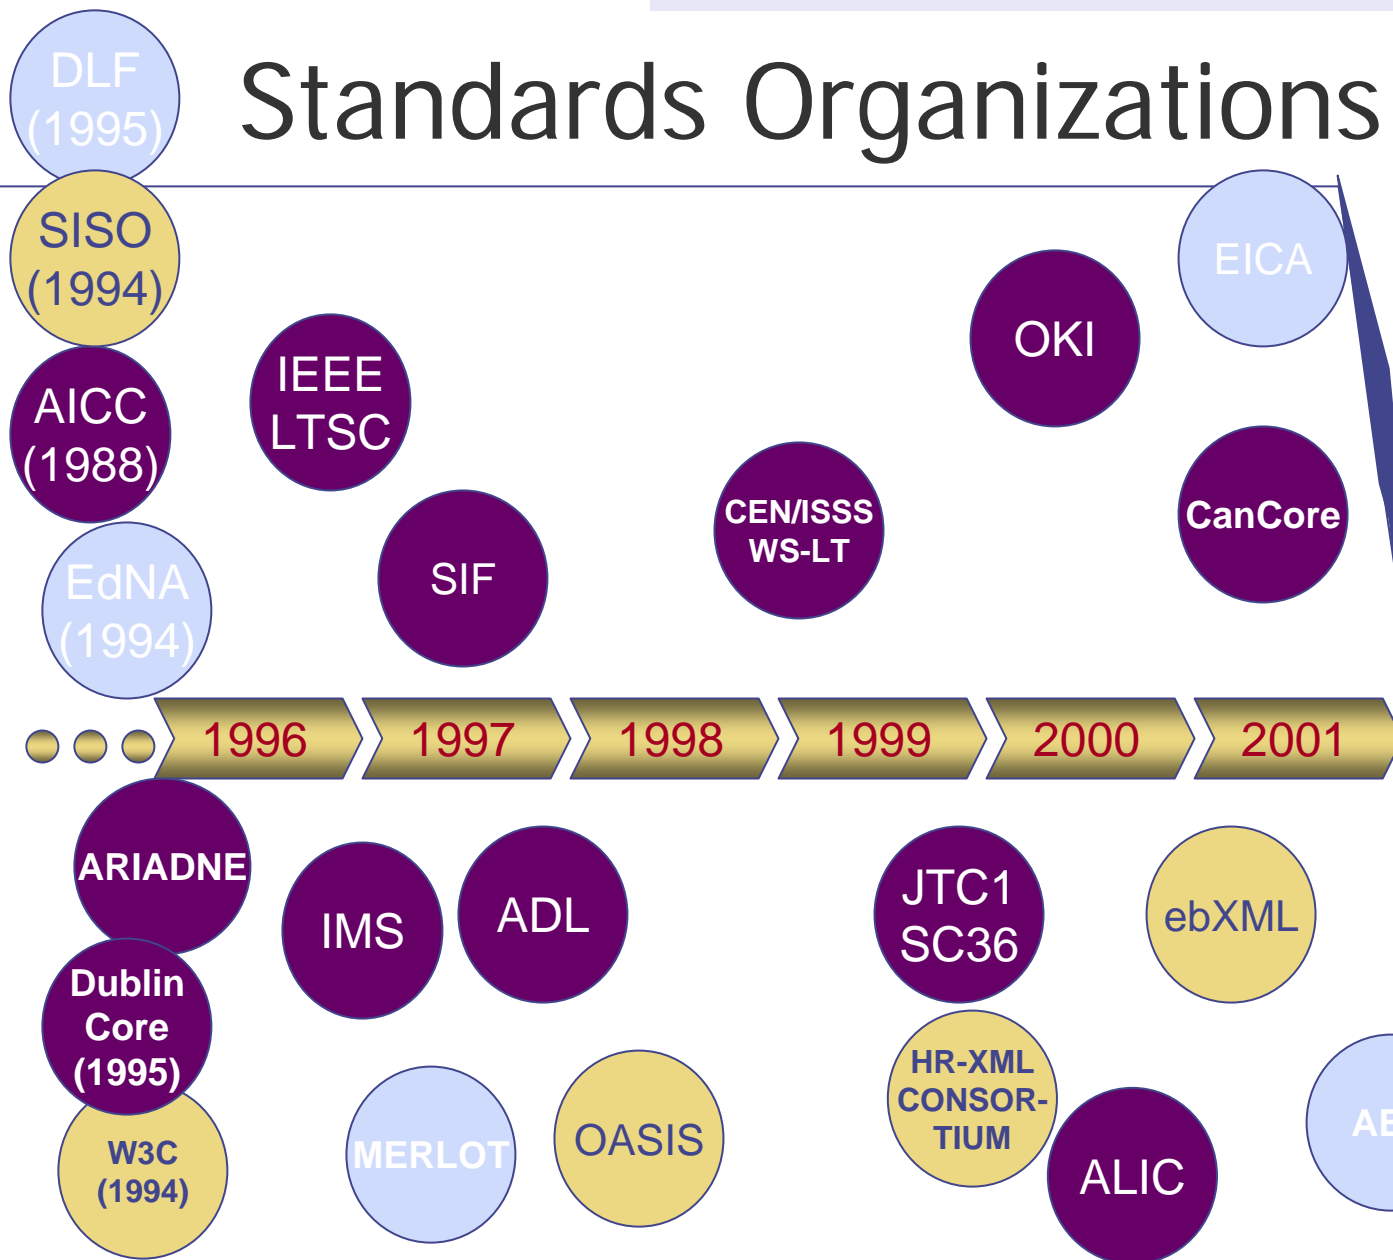 Standards Organizations
DLF
(1995)
SISO
(1994)
AICC
(1988)
EdNA
(1994)
IEEE
LTSC
SIF
CEN/ISSS
WS-LT
OKI
EICA
CanCore
1996
1997
1998
1999
2000
2001
ARIADNE
Dublin
Core
(1995)
W3C
(1994)
IMS
ADL
MERLOT
OASIS
JTC1
SC36
HR-XML
CONSOR-
TIUM
ALIC
ebXML